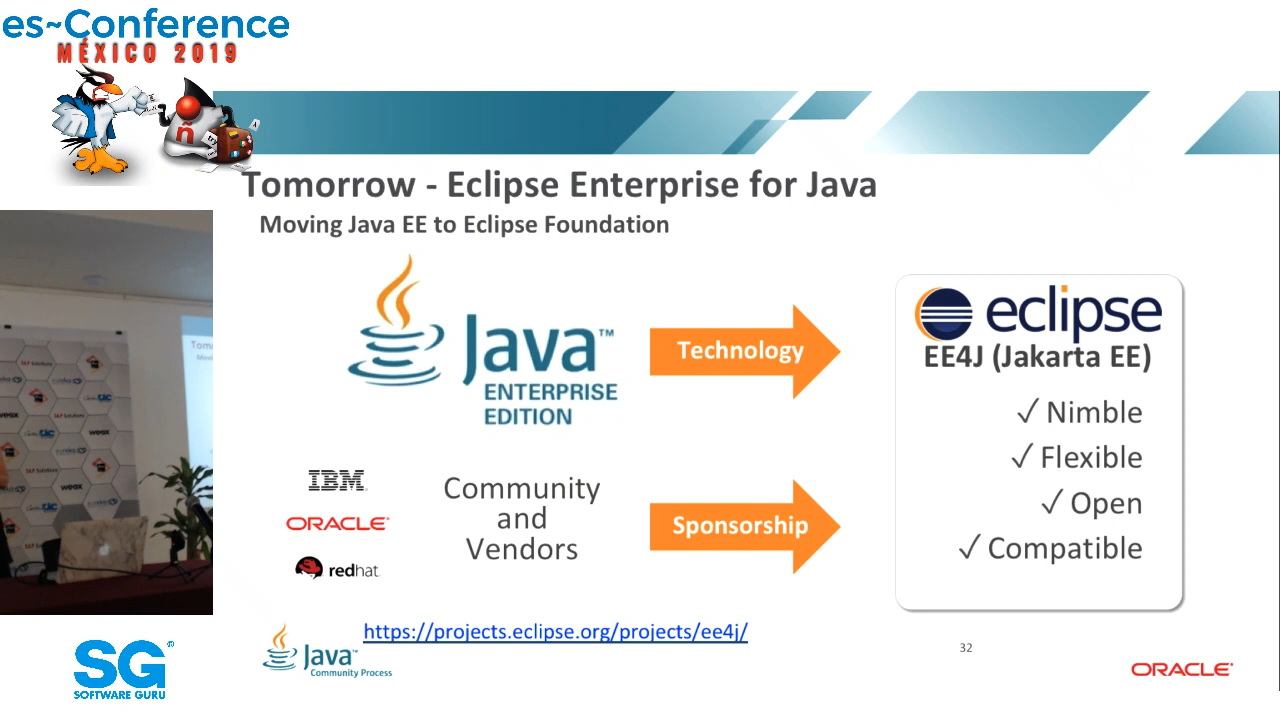 es~Conference
MÉXICO 2019
ñ
Tomorrow - Eclipse Enterprise for Java
Moving Java EE to Eclipse Foundation
Java™
ENTERPRISE
EDITION
Technology
eclipse
EE4J (Jakarta EE)
✓ Nimble
✓ Flexible
✓ Open
✓ Compatible
IBM
ORACLE®
redhat
Community
and
Vendors
Sponsorship
https://projects.eclipse.org/projects/ee4j/
Java™
Community Process
32
ORACLE®
SG®
SOFTWARE GURU
weax